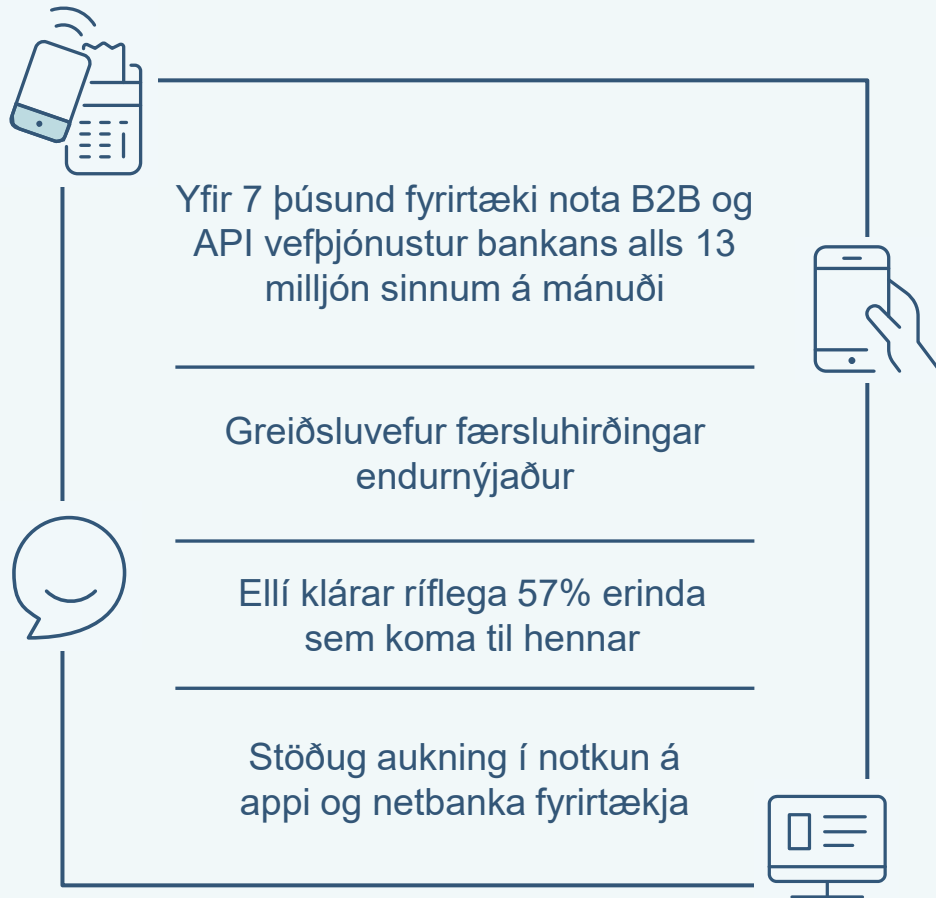 Yfir 7 þúsund fyrirtæki nota B2B og
API vefþjónustur bankans alls 13
milljón sinnum á mánuði
Greiðsluvefur færsluhirðingar
endurnýjaður
Ellí klárar ríflega 57% erinda
sem koma til hennar
Stöðug aukning í notkun á
appi og netbanka fyrirtækja